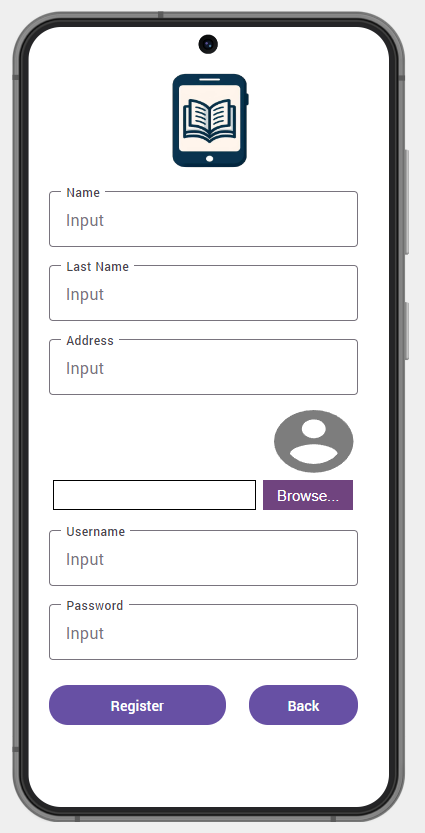 Name
Input
Last Name
Input
Address
Input
Browse...
Username
Input
Password
Input
Register Back